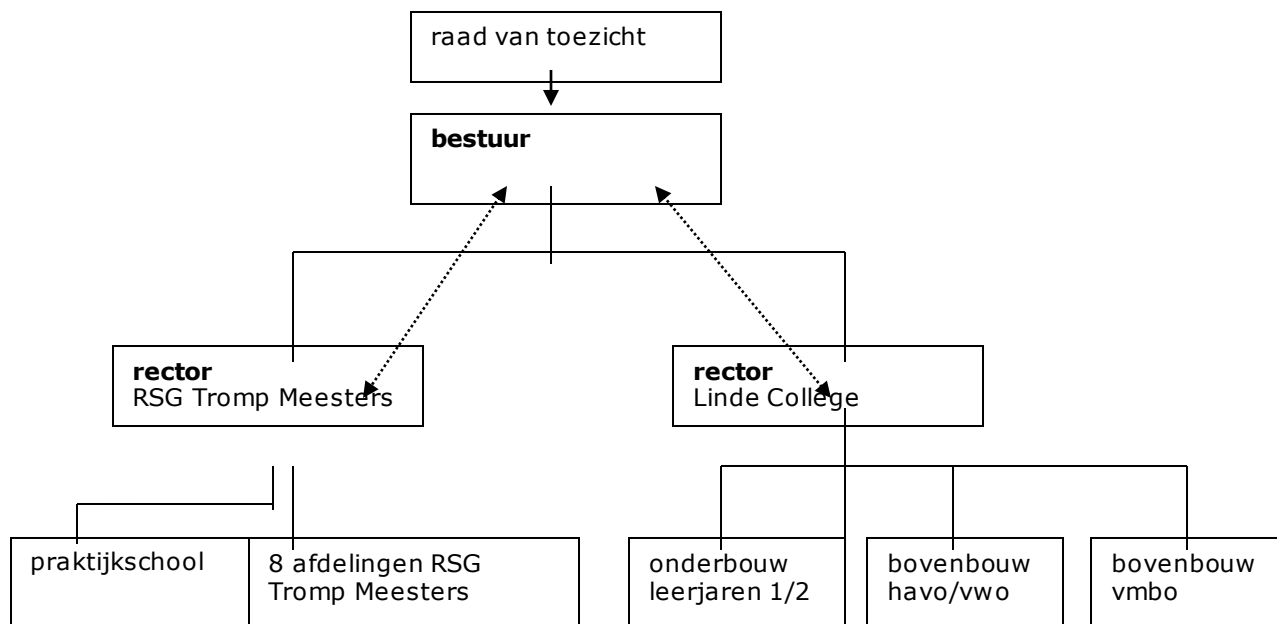 raad van toezicht
bestuur
rector
RSG Tromp Meesters
rector
Linde College
praktijkschool
8 afdelingen RSG
Tromp Meesters
onderbouw
leerjaren 1/2
bovenbouw
havo/vwo
bovenbouw
vmbo